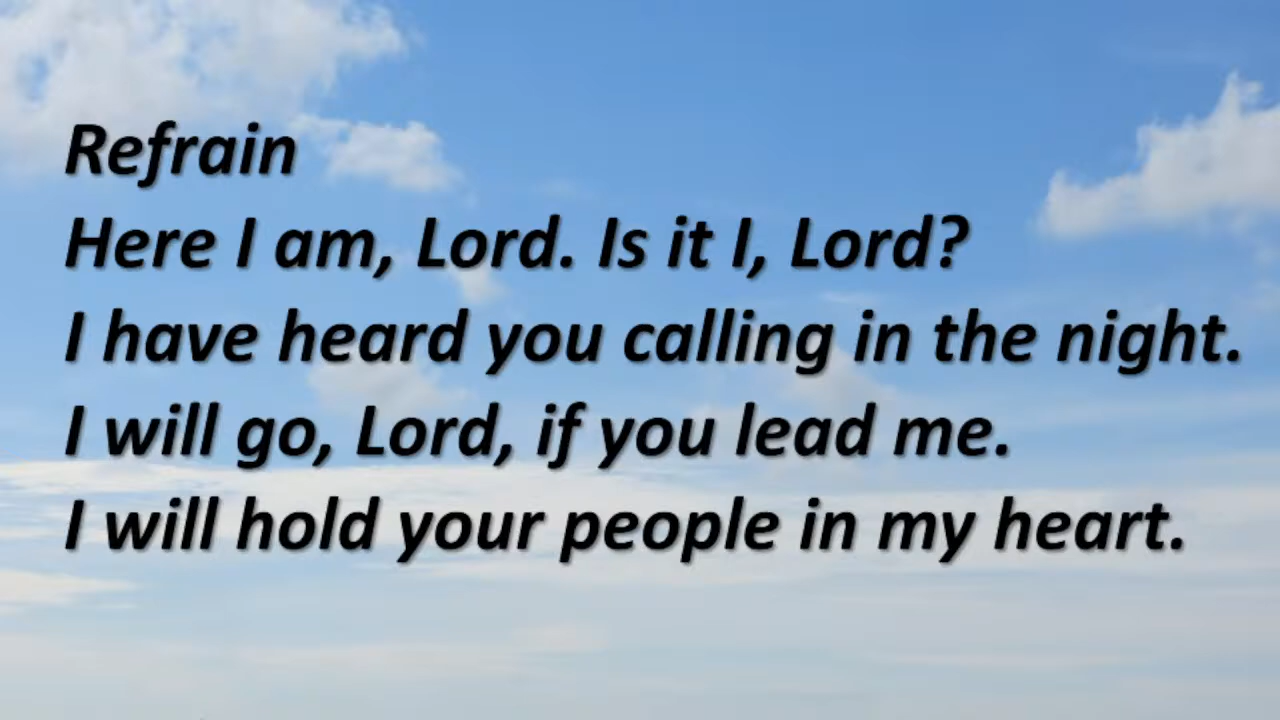 Refrain
Here I am, Lord. Is it I, Lord?
I have heard you calling in the night.
I will go, Lord, if you lead me.
I will hold your people in my heart.